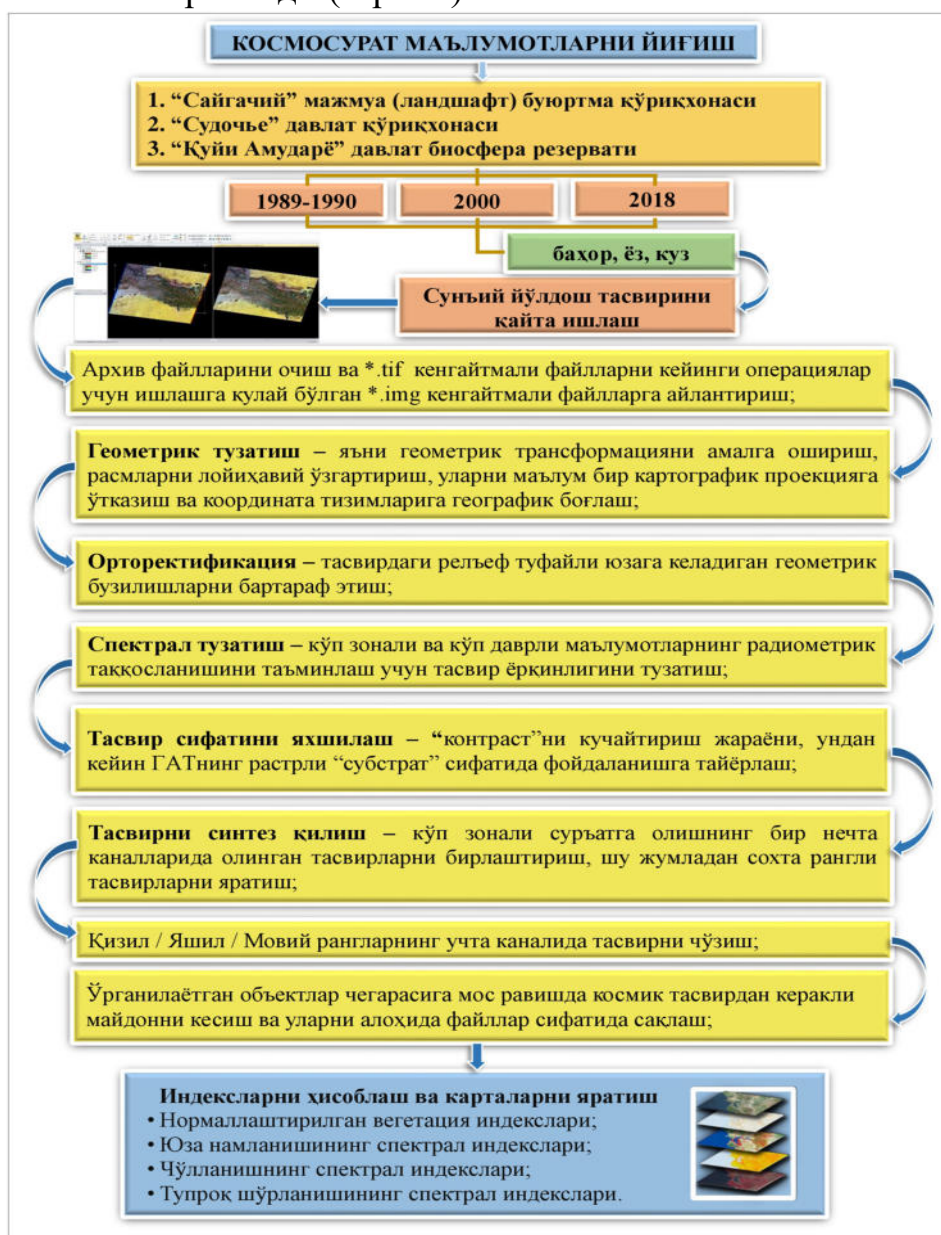 КОСМОСУРАТ МАЪЛУМОТЛАРНИ ЙИҒИШ
1. “Сайгачий” мажмуа (ландшафт) буюртма қўриқхонаси
2. “Судочье” давлат қўриқхонаси
3. “Қуйи Амударё” давлат биосфера резервати
1989-1990
2000
2018
баҳор, ёз, куз
Сунъий йўлдош тасвирини
қайта ишлаш
Архив файлларини очиш ва *.tif кенгайтмали файлларни кейинги операциялар
учун ишлашга қулай бўлган *.img кенгайтмали файлларга айлантириш;
Геометрик тузатиш – яъни геометрик трансформацияни амалга ошириш,
расмларни лойиҳавий ўзгартириш, уларни маълум бир картографик проекцияга
ўтказиш ва координата тизимларига географик боғлаш;
Орторектификация – тасвирдаги релъеф туфайли юзага келадиган геометрик
бузилишларни бартараф этиш;
Спектрал тузатиш – кўп зонали ва кўп даврли маълумотларнинг радиометрик
таққосланишини таъминлаш учун тасвир ёрқинлигини тузатиш;
Тасвир сифатини яхшилаш – “контраст”ни кучайтириш жараёни, ундан
кейин ГАТнинг растрли “субстрат” сифатида фойдаланишга тайёрлаш;
Тасвирни синтез қилиш – кўп зонали суръатга олишнинг бир нечта
каналларида олинган тасвирларни бирлаштириш, шу жумладан сохта рангли
тасвирларни яратиш;
Қизил / Яшил / Мовий рангларнинг учта каналида тасвирни чўзиш;
Ўрганилаётган объектлар чегарасига мос равишда космик тасвирдан керакли
майдонни кесиш ва уларни алоҳида файллар сифатида сақлаш;
Индексларни ҳисоблаш ва карталарни яратиш
• Нормаллаштирилган вегетация индекслари;
• Юза намланишининг спектрал индекслари;
• Чўлланишнинг спектрал индекслари;
• Тупроқ шўрланишининг спектрал индекслари.